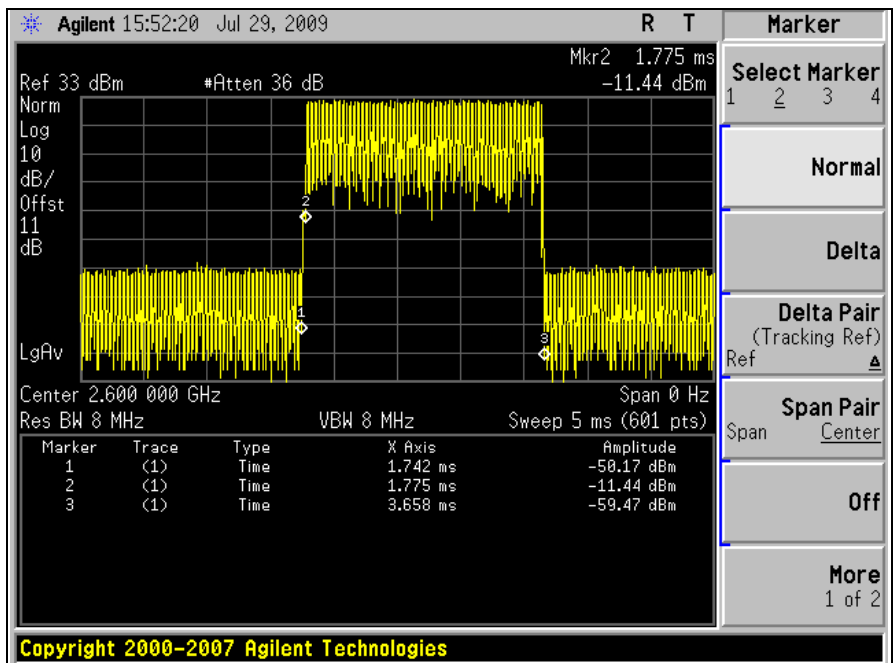 Agilent 15:52:20 Jul 29, 2009 R T
Mkr2 1.775 ms
Ref 33 dBm #Atten 36 dB -11.44 dBm
Norm
Log
10
dB/
Offst
11
dB
LgAv
2
1
3
Center 2.600 000 GHz Span 0 Hz
Res BW 8 MHz VBW 8 MHz Sweep 5 ms (601 pts)
Marker Trace Type X Axis Amplitude
1 (1) Time 1.742 ms -50.17 dBm
2 (1) Time 1.775 ms -11.44 dBm
3 (1) Time 3.658 ms -59.47 dBm
Marker
Select Marker
1 2 3 4
Normal
Delta
Delta Pair
(Tracking Ref)
Ref Δ
Span Pair
Span Center
Off
More
1 of 2
Copyright 2000-2007 Agilent Technologies